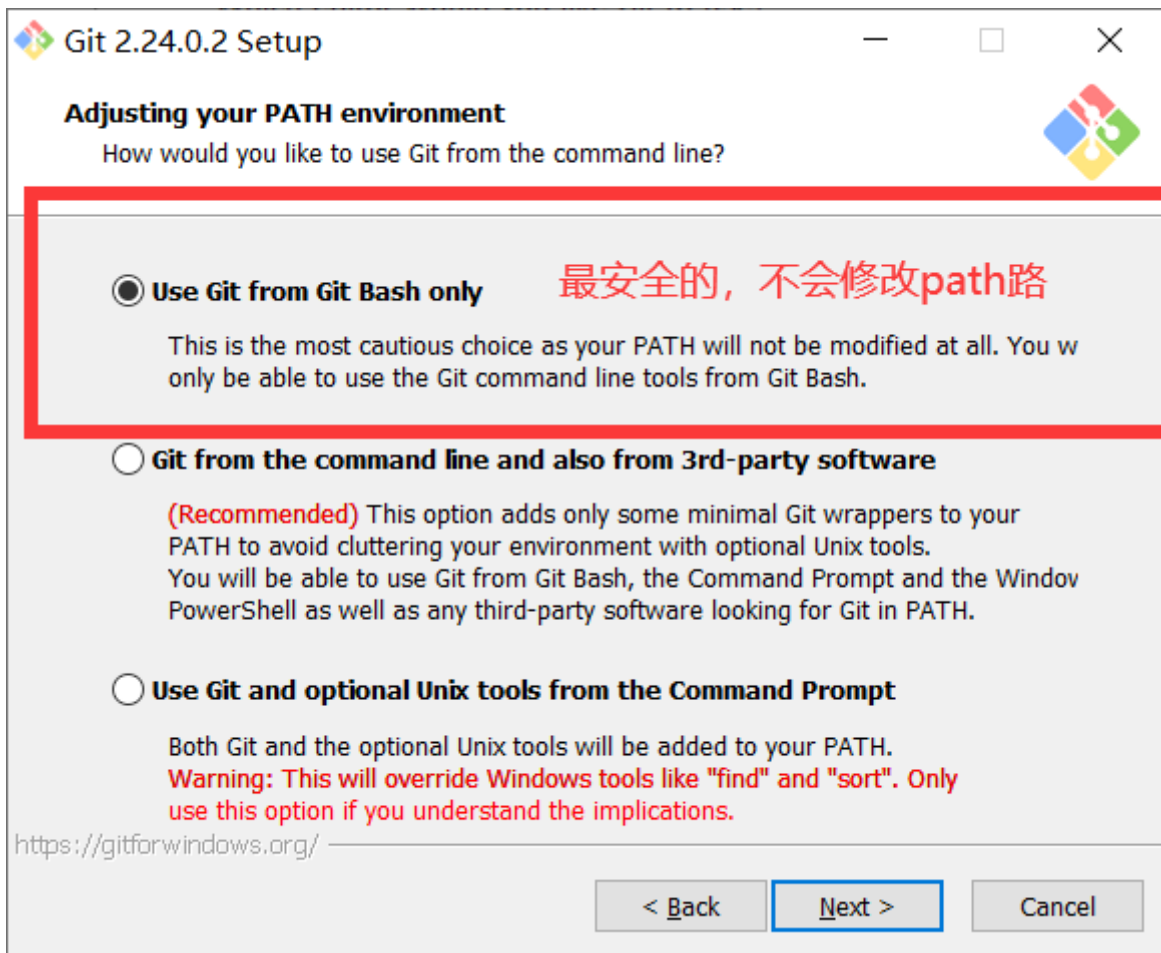 Git 2.24.0.2 Setup
Adjusting your PATH environment
How would you like to use Git from the command line?
Use Git from Git Bash only
最安全的，不会修改path路
This is the most cautious choice as your PATH will not be modified at all. You w
only be able to use the Git command line tools from Git Bash.
Git from the command line and also from 3rd-party software
(Recommended) This option adds only some minimal Git wrappers to your
PATH to avoid cluttering your environment with optional Unix tools.
You will be able to use Git from Git Bash, the Command Prompt and the Window
PowerShell as well as any third-party software looking for Git in PATH.
Use Git and optional Unix tools from the Command Prompt
Both Git and the optional Unix tools will be added to your PATH.
Warning: This will override Windows tools like "find" and "sort". Only
use this option if you understand the implications.
https://gitforwindows.org/
< Back
Next >
Cancel